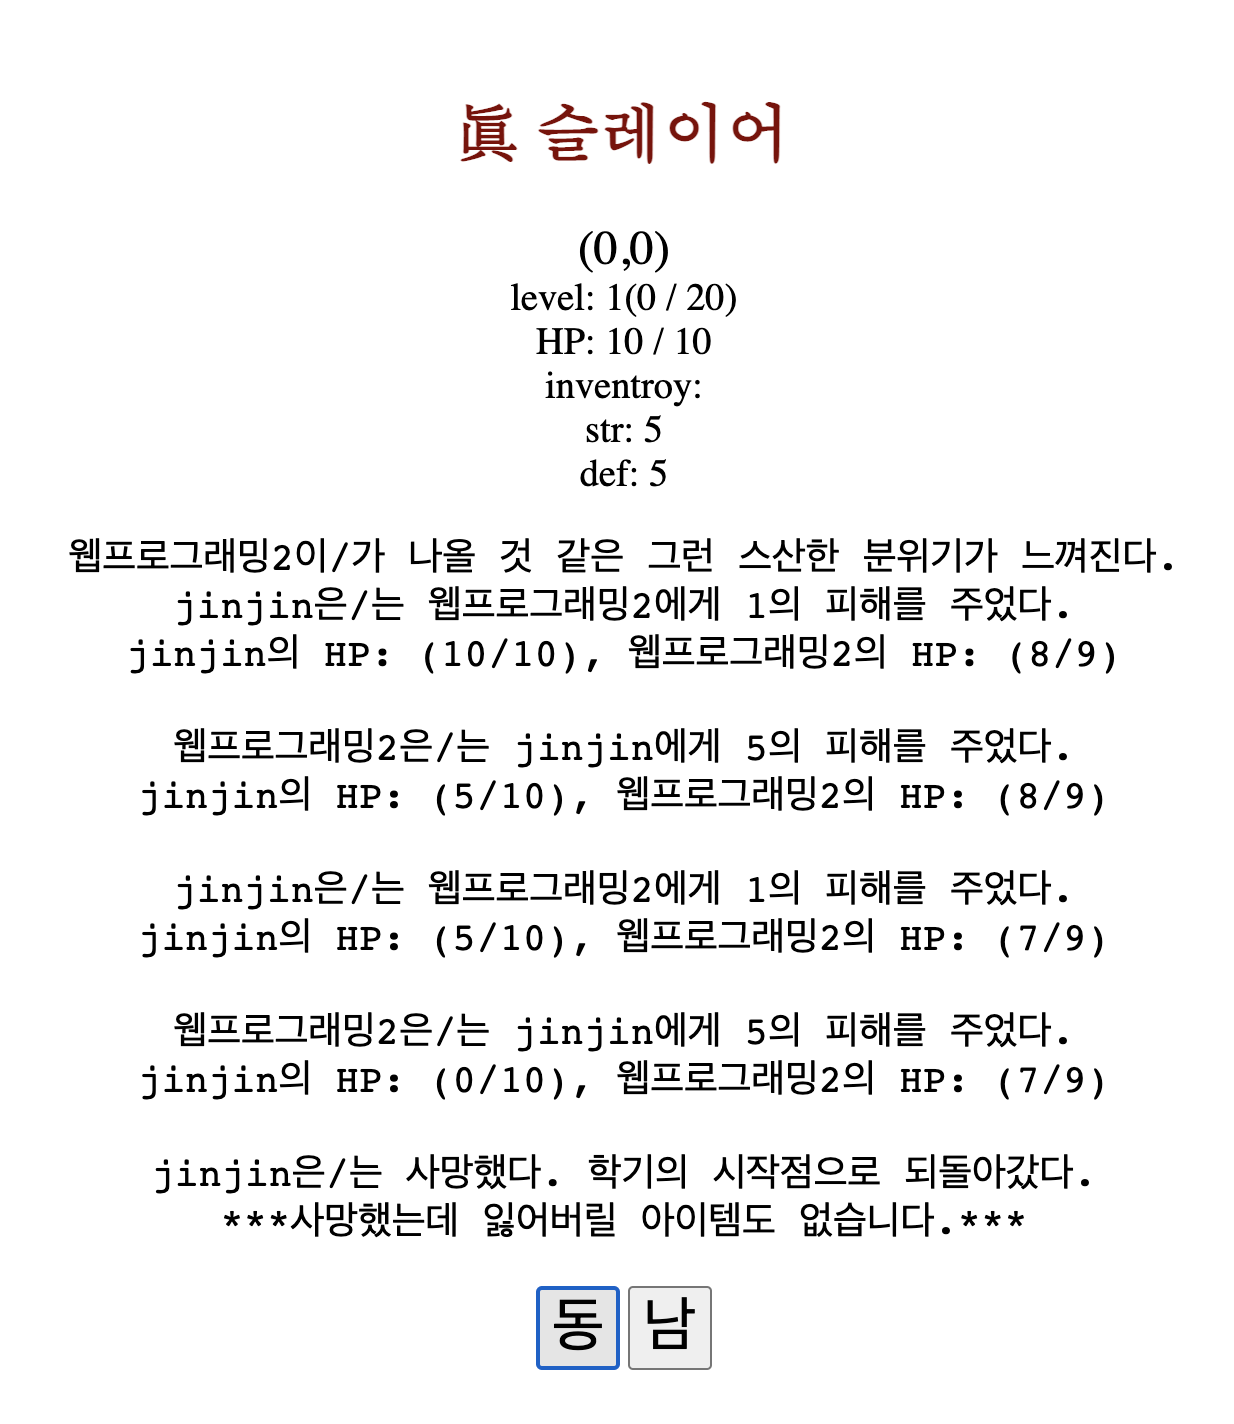 眞 슬레이어
(0,0)
level: 1(0 / 20)
HP: 10 / 10
inventroy:
str: 5
def: 5
웹프로그래밍2이/가 나올 것 같은 그런 스산한 분위기가 느껴진다.
jinjin은/는 웹프로그래밍2에게 1의 피해를 주었다.
jinjin의 HP: (10/10), 웹프로그래밍2의 HP: (8/9)
웹프로그래밍2은/는 jinjin에게 5의 피해를 주었다.
jinjin의 HP: (5/10), 웹프로그래밍2의 HP: (8/9)
jinjin은/는 웹프로그래밍2에게 1의 피해를 주었다.
jinjin의 HP: (5/10), 웹프로그래밍2의 HP: (7/9)
웹프로그래밍2은/는 jinjin에게 5의 피해를 주었다.
jinjin의 HP: (0/10), 웹프로그래밍2의 HP: (7/9)
jinjin은/는 사망했다. 학기의 시작점으로 되돌아갔다.
***사망했는데 잃어버릴 아이템도 없습니다.***
동 남